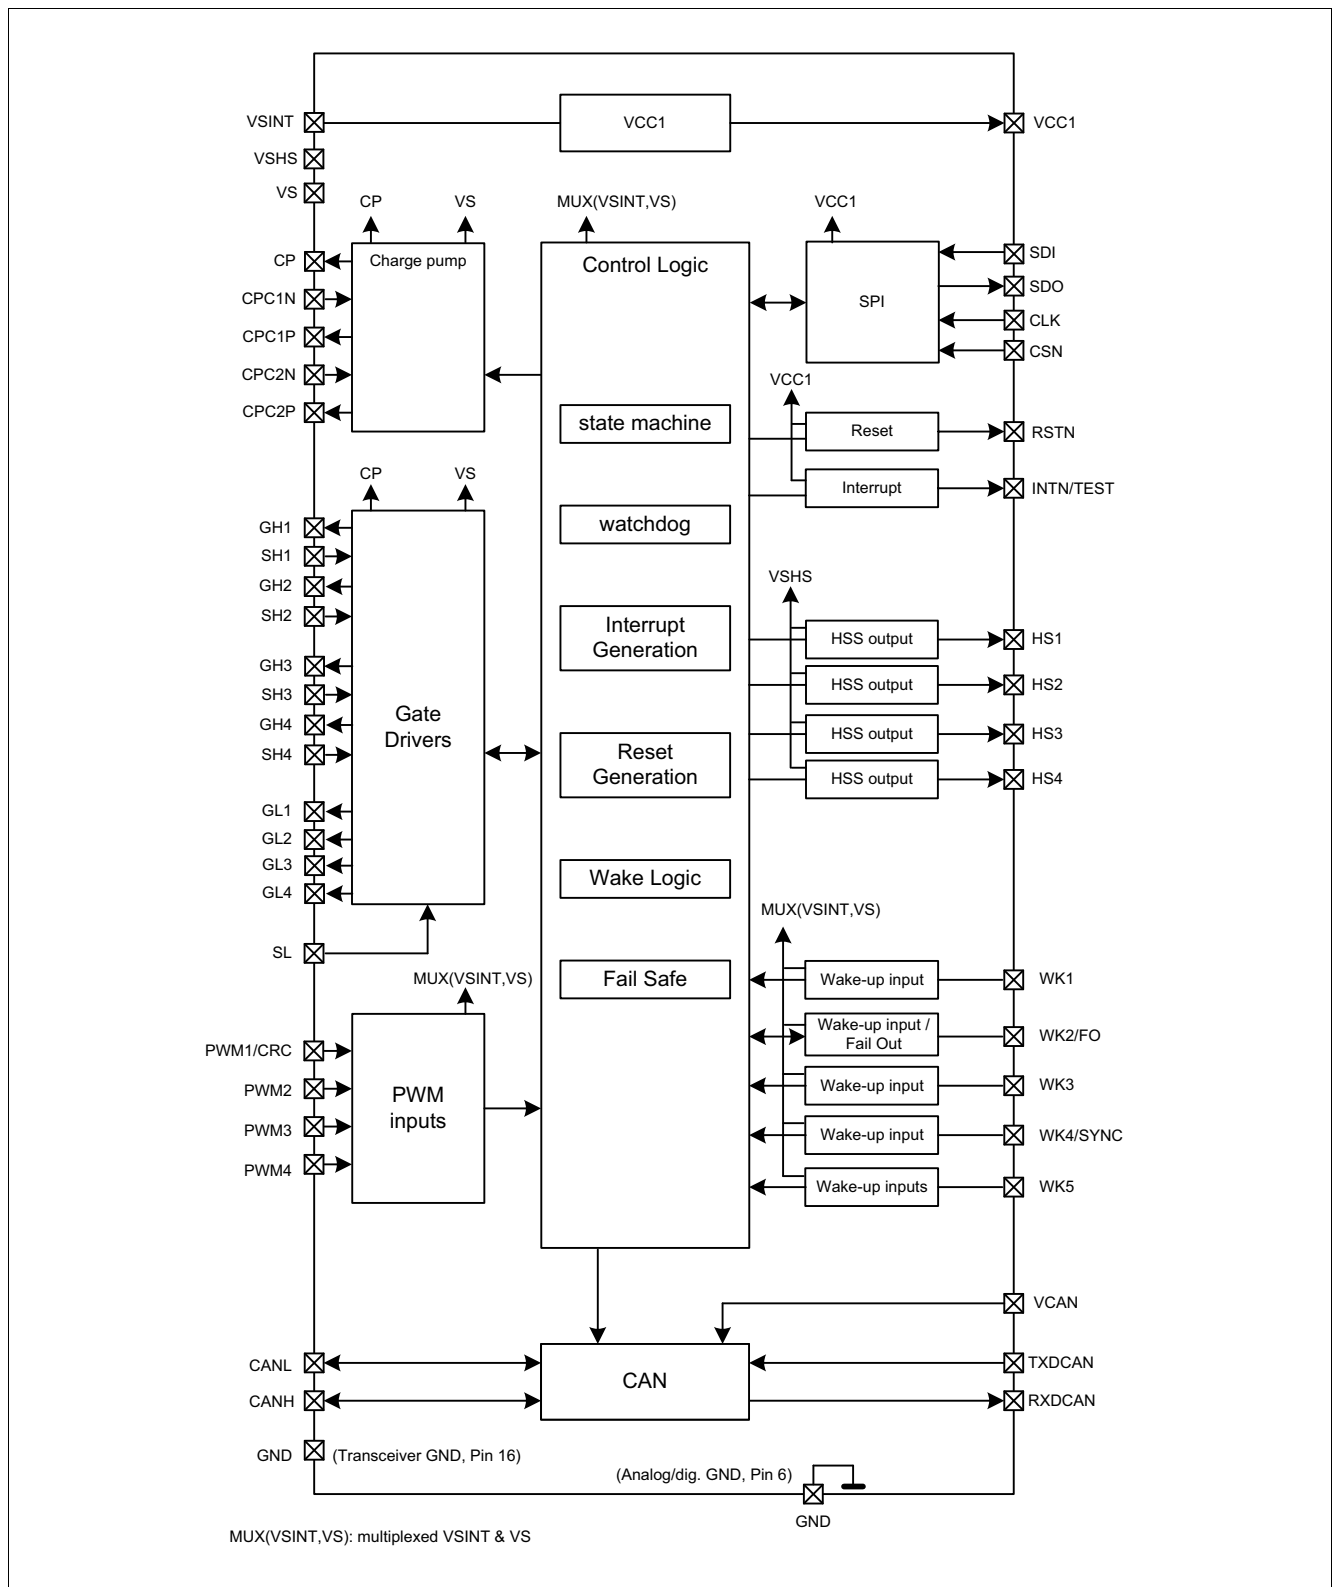 VSINT
VCC1
VCC1
VSHS
VS
CP
VS
MUX(VSINT,VS)
VCC1
CP
CPC1N
CPC1P
CPC2N
CPC2P
Charge pump
Control Logic
SPI
SDI
SDO
CLK
CSN
VCC1
state machine
Reset
RSTN
Interrupt
INTN/TEST
CP
VS
GH1
SH1
GH2
SH2
GH3
SH3
GH4
SH4
GL1
GL2
GL3
GL4
SL
Gate
Drivers
watchdog
Interrupt
Generation
Reset
Generation
Wake Logic
Fail Safe
VSHS
HSS output
HS1
HSS output
HS2
HSS output
HS3
HSS output
HS4
MUX(VSINT,VS)
MUX(VSINT,VS)
Wake-up input
WK1
Wake-up input /
Fail Out
WK2/FO
Wake-up input
WK3
Wake-up input
WK4/SYNC
Wake-up inputs
WK5
PWM1/CRC
PWM2
PWM3
PWM4
PWM
inputs
VCAN
CANL
CANH
CAN
TXDCAN
RXDCAN
GND
(Transceiver GND, Pin 16)
(Analog/dig. GND, Pin 6)
GND
MUX(VSINT,VS): multiplexed VSINT & VS